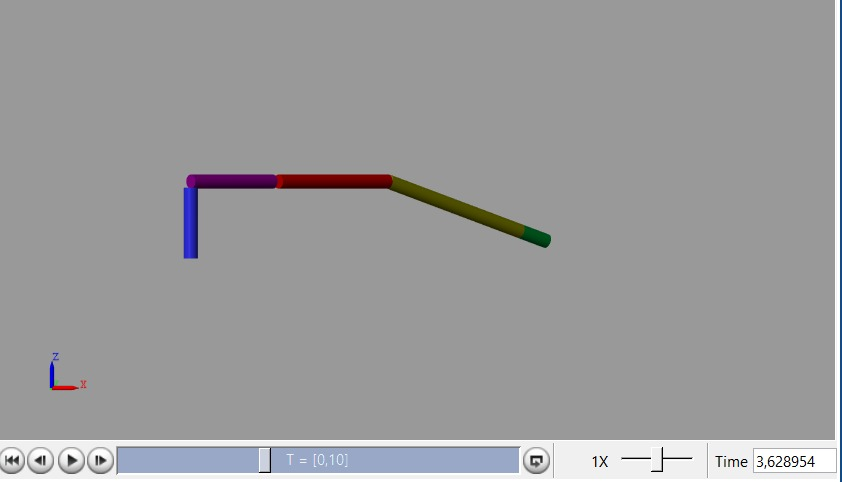 Z
X
T = [0,10]
1X
Time 3,628954